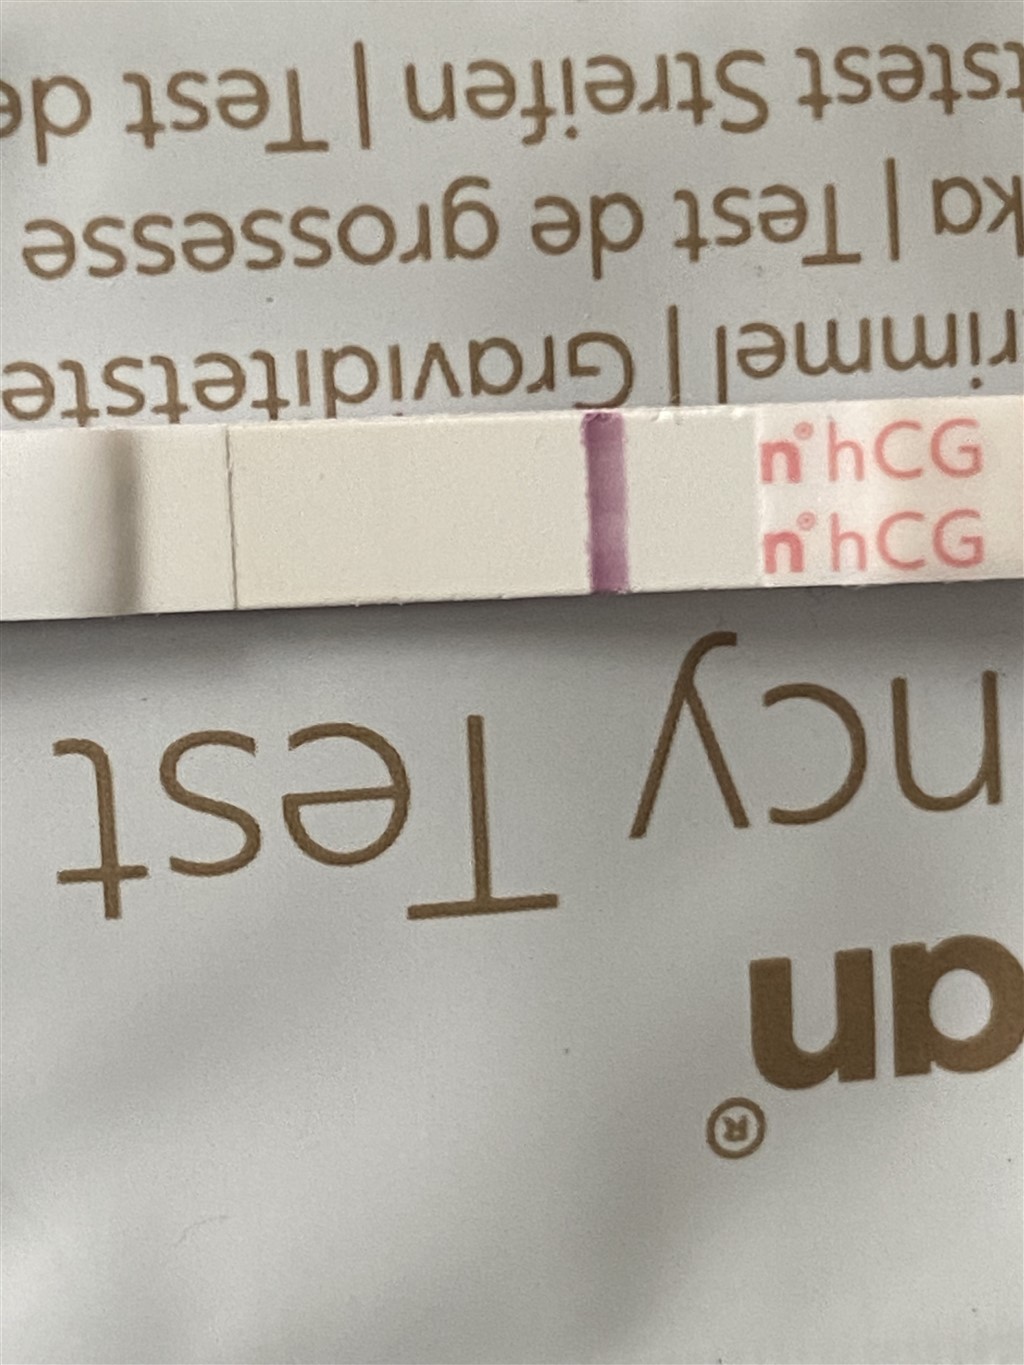 n° hCG
n° hCG
an®
ncy Test
rimmel | Graviditetste
ka | Test de grossesse
tstest Streifen | Test de